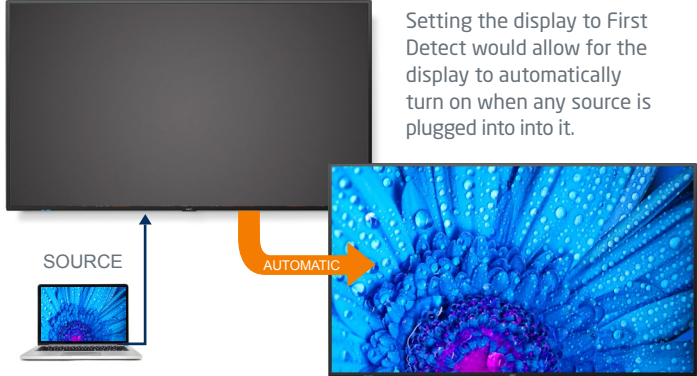 Setting the display to First
Detect would allow for the
display to automatically
turn on when any source is
plugged into into it.
SOURCE
AUTOMATIC